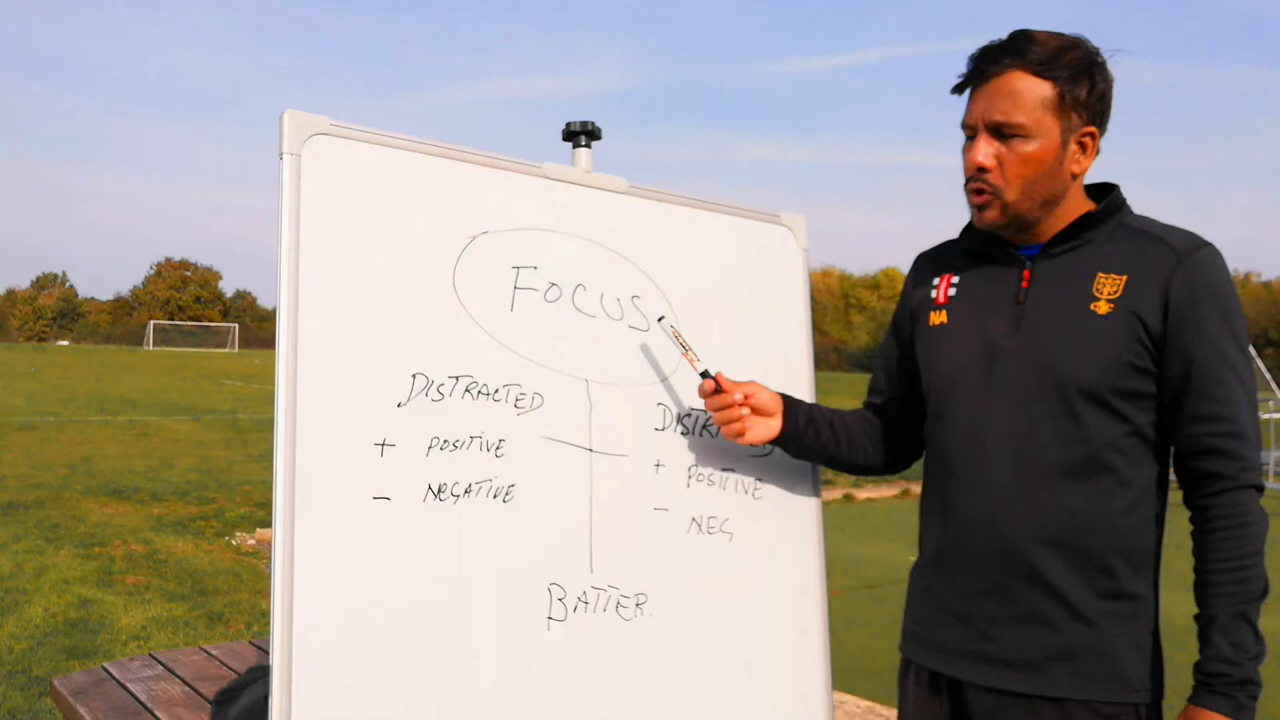 FOCUS
DISTRACTED
+ POSITIVE
- NEGATIVE
+ POSITIVE
- NEG
BATTER.
NA